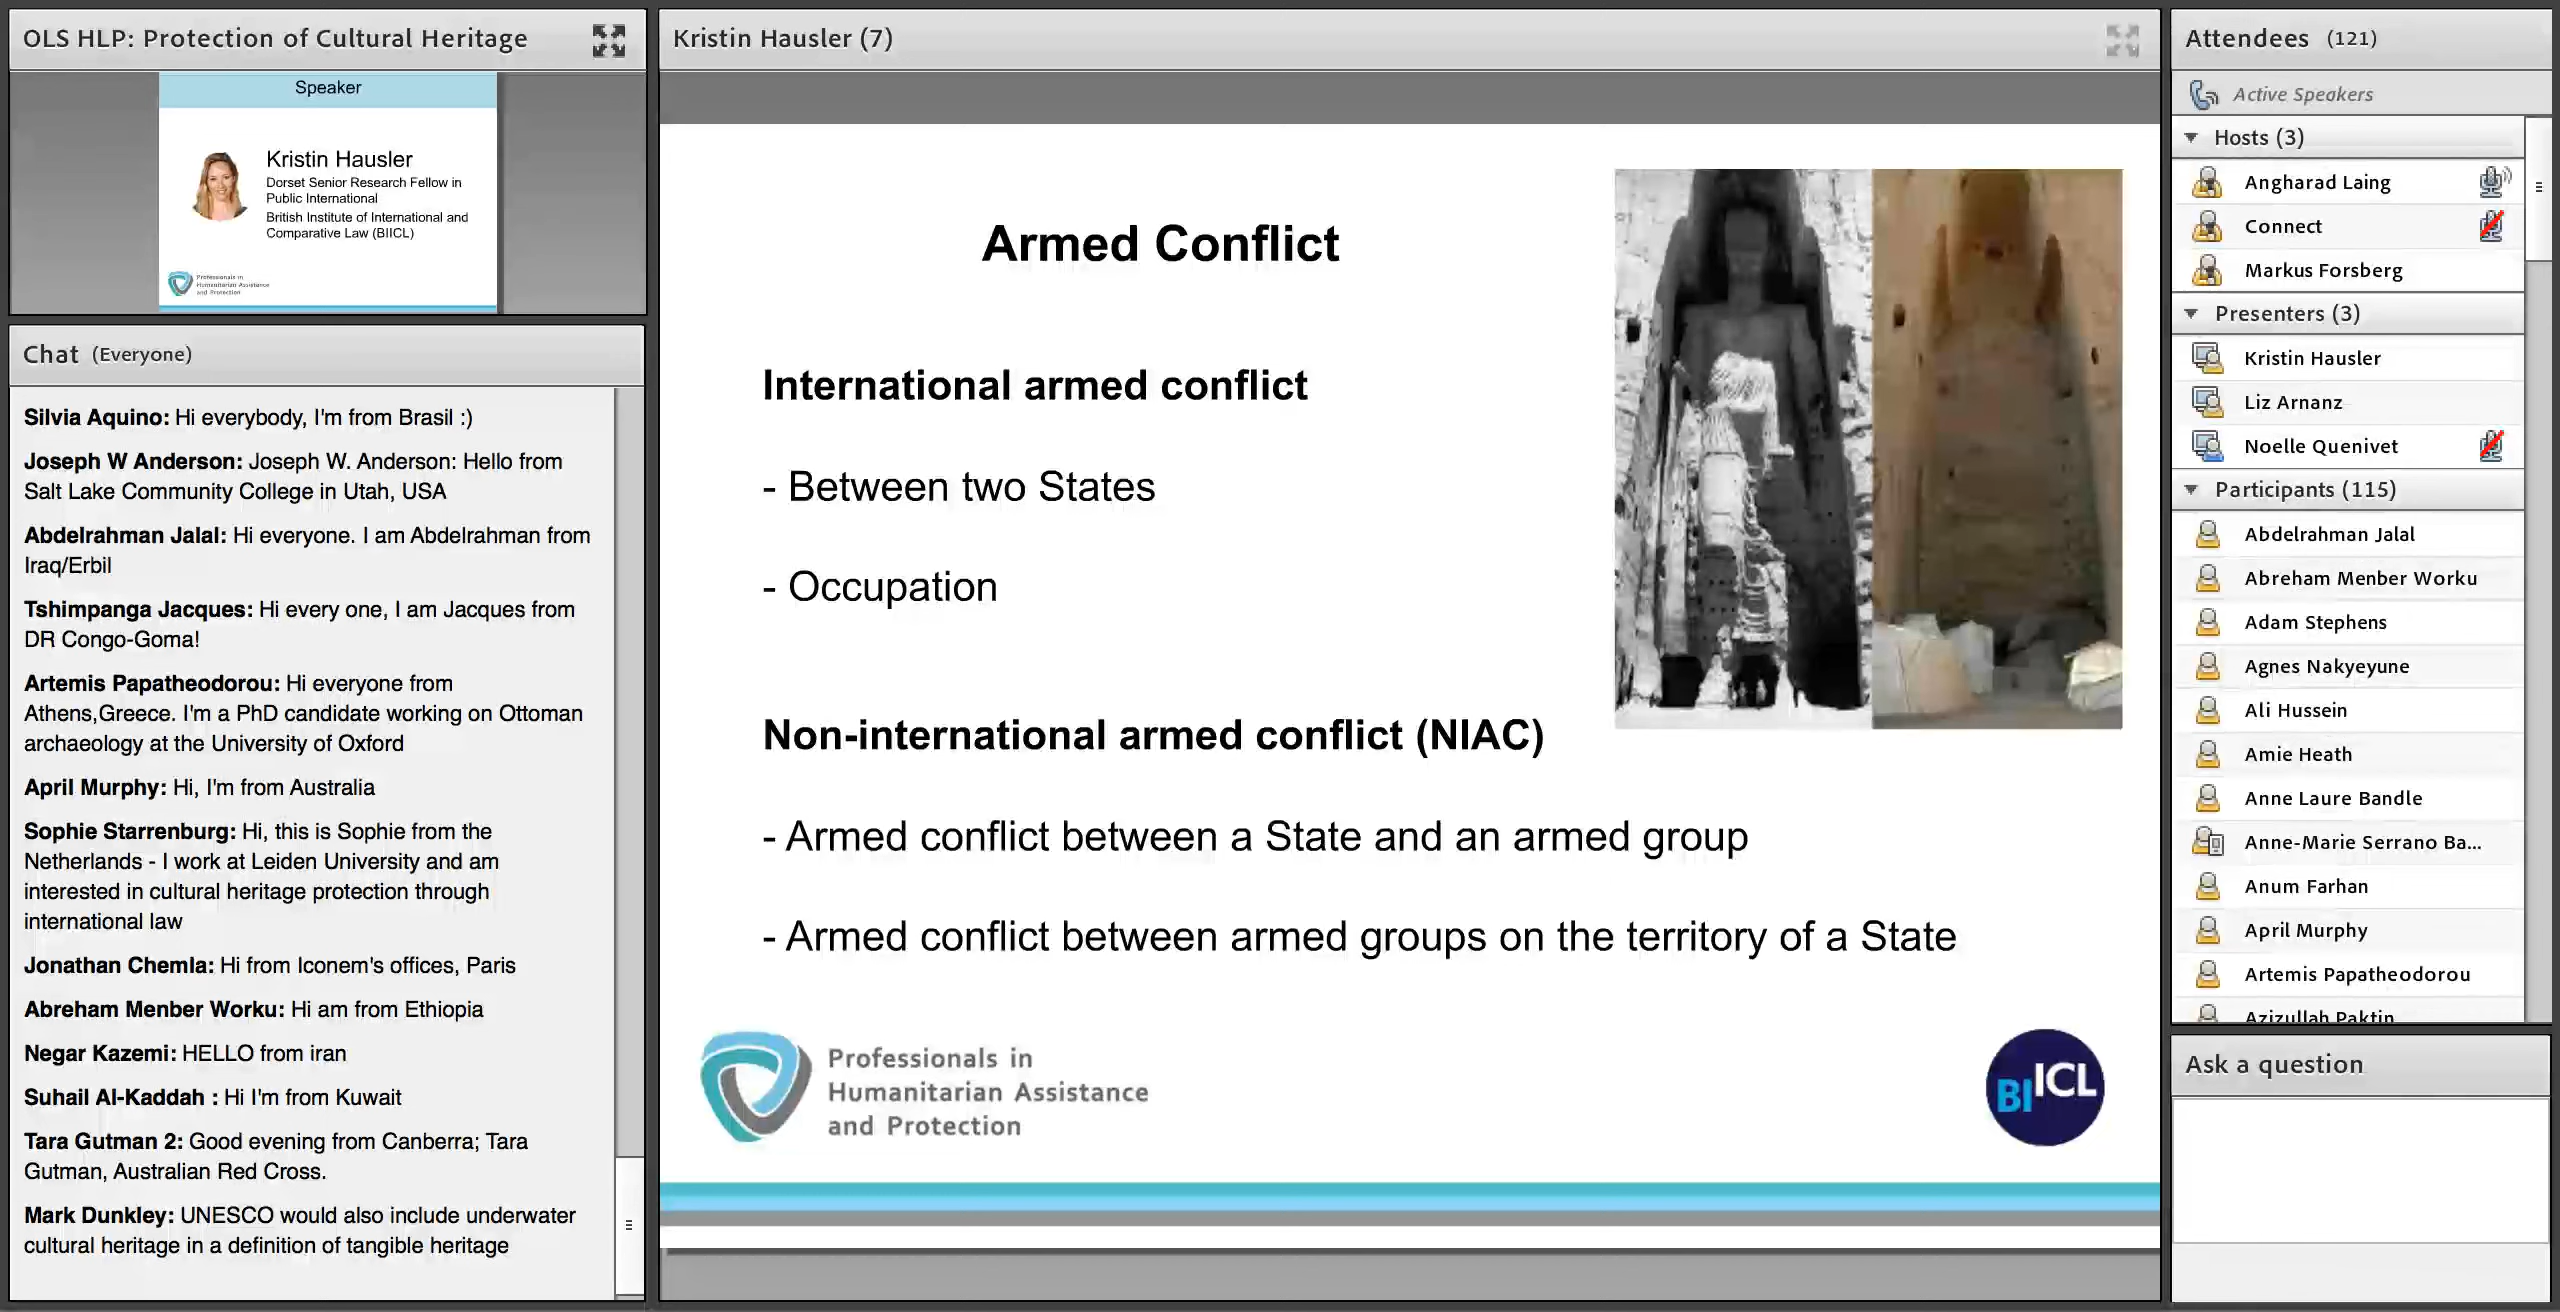 OLS HLP: Protection of Cultural Heritage
Speaker
Kristin Hausler
Dorset Senior Research Fellow in
Public International
British Institute of International and
Comparative Law (BIICL)
Professionals in
Humanitarian Assistance
and Protection
Chat (Everyone)
Silvia Aquino: Hi everybody, I'm from Brasil :)
Joseph W Anderson: Joseph W. Anderson: Hello from
Salt Lake Community College in Utah, USA
Abdelrahman Jalal: Hi everyone. I am Abdelrahman from
Iraq/Erbil
Tshimpanga Jacques: Hi every one, I am Jacques from
DR Congo-Goma!
Artemis Papatheodorou: Hi everyone from
Athens,Greece. I'm a PhD candidate working on Ottoman
archaeology at the University of Oxford
April Murphy: Hi, I'm from Australia
Sophie Starrenburg: Hi, this is Sophie from the
Netherlands - I work at Leiden University and am
interested in cultural heritage protection through
international law
Jonathan Chemla: Hi from Iconem's offices, Paris
Abreham Menber Worku: Hi am from Ethiopia
Negar Kazemi: HELLO from iran
Suhail Al-Kaddah : Hi I'm from Kuwait
Tara Gutman 2: Good evening from Canberra; Tara
Gutman, Australian Red Cross.
Mark Dunkley: UNESCO would also include underwater
cultural heritage in a definition of tangible heritage
Kristin Hausler (7)
Armed Conflict
International armed conflict
- Between two States
- Occupation
Non-international armed conflict (NIAC)
- Armed conflict between a State and an armed group
- Armed conflict between armed groups on the territory of a State
Professionals in
Humanitarian Assistance
and Protection
BIICL
Attendees (121)
Active Speakers
Hosts (3)
Angharad Laing
Connect
Markus Forsberg
Presenters (3)
Kristin Hausler
Liz Arnanz
Noelle Quenivet
Participants (115)
Abdelrahman Jalal
Abreham Menber Worku
Adam Stephens
Agnes Nakyeyune
Ali Hussein
Amie Heath
Anne Laure Bandle
Anne-Marie Serrano Ba...
Anum Farhan
April Murphy
Artemis Papatheodorou
Azizullah Paktin
Ask a question